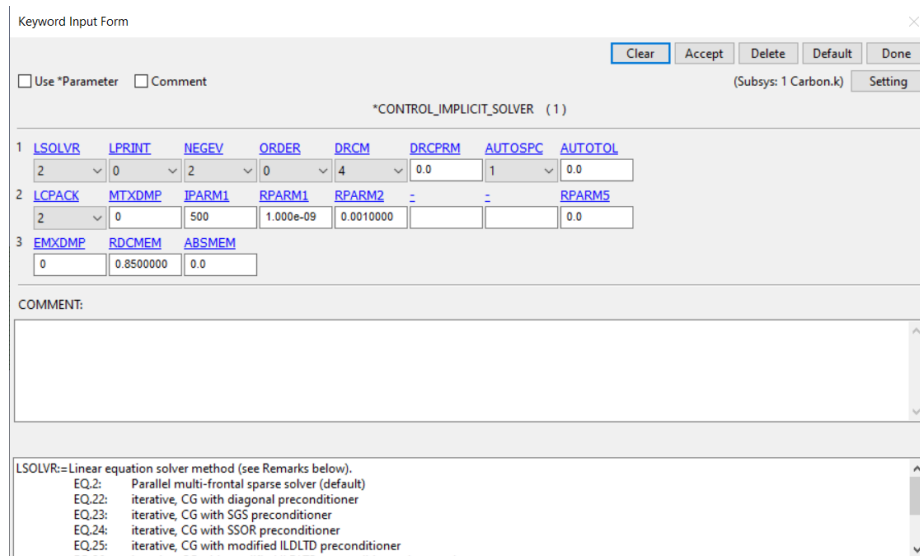 Keyword Input Form
Clear Accept Delete Default Done
Use *Parameter Comment (Subsys: 1 Carbon.k) Setting
*CONTROL_IMPLICIT_SOLVER (1)
1 LSOLVR LPRINT NEGEV ORDER DRCM DRCPRM AUTOSPC AUTOTOL
2 0 2 0 4 0.0 1 0.0
2 LCPACK MTXDMP IPARM1 RPARM1 RPARM2 - - RPARM5
2 0 500 1.000e-09 0.0010000 0.0
3 EMXDMP RDCMEM ABSMEM
0 0.8500000 0.0
COMMENT:
LSOLVR:=Linear equation solver method (see Remarks below).
EQ.2: Parallel multi-frontal sparse solver (default)
EQ.22: iterative, CG with diagonal preconditioner
EQ.23: iterative, CG with SGS preconditioner
EQ.24: iterative, CG with SSOR preconditioner
EQ.25: iterative, CG with modified ILDLTD preconditioner